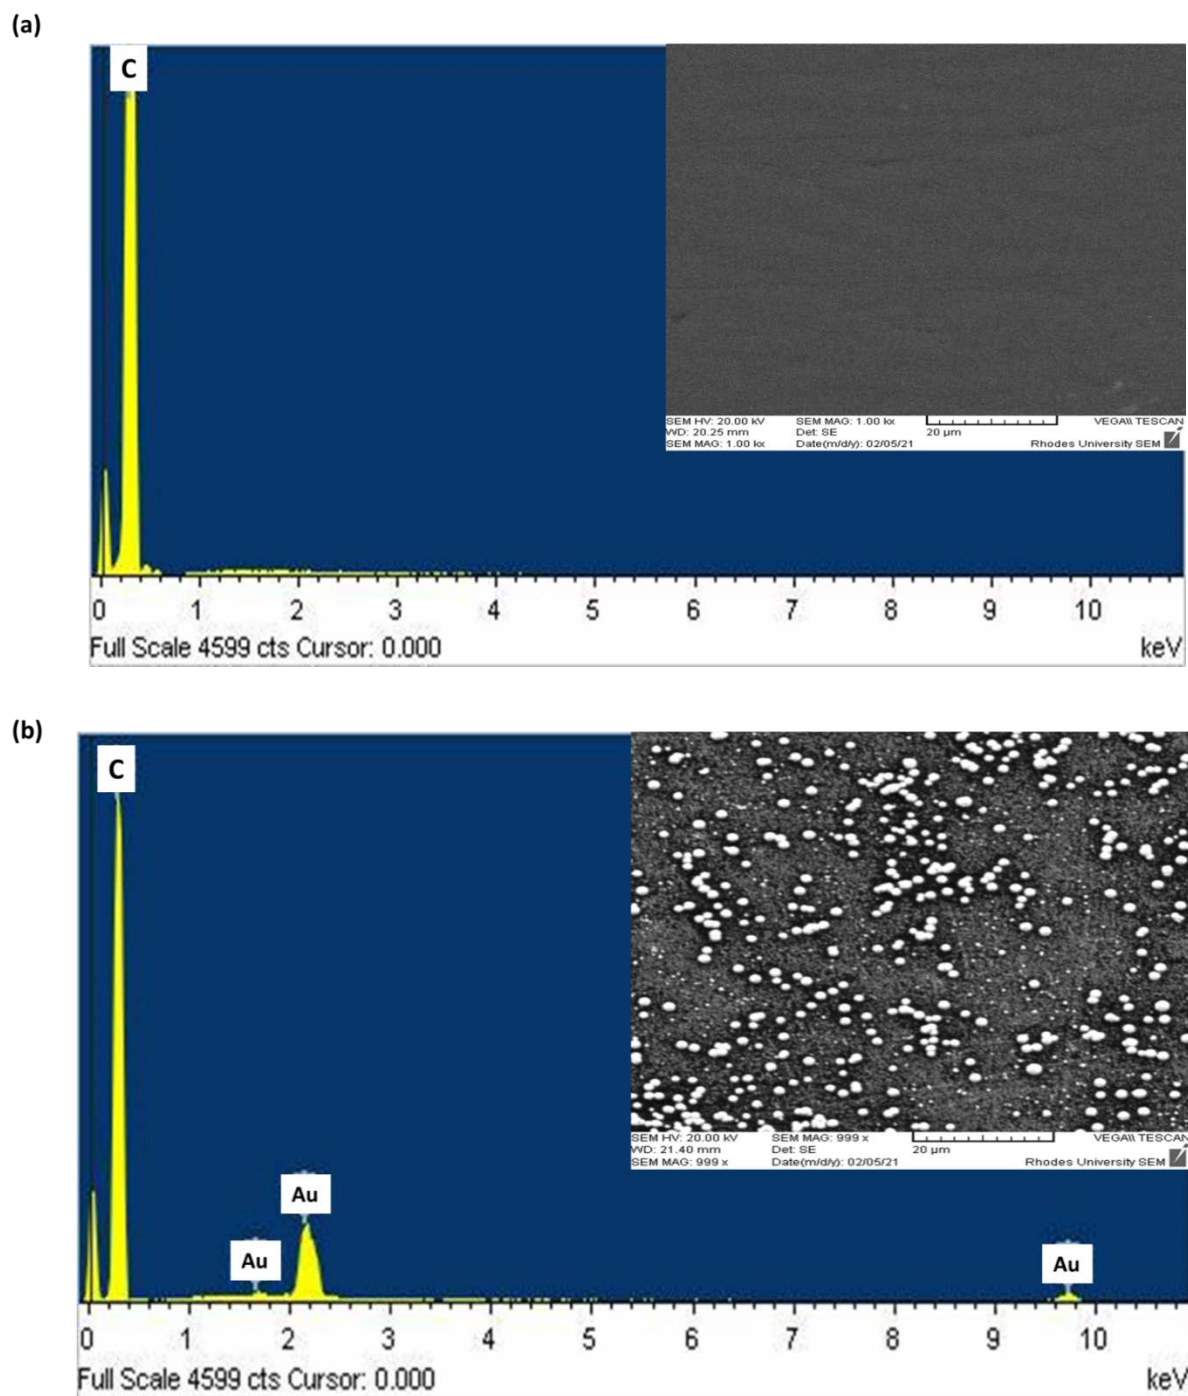 (a)
C
SEM HV: 20.00 kV SEM MAG: 1.00 kx VEGA\\ TESCAN
WD: 20.25 mm Det: SE 20 µm
SEM MAG: 1.00 kx Date(m/d/y): 02/05/21 Rhodes University SEM
0 1 2 3 4 5 6 7 8 9 10
Full Scale 4599 cts Cursor: 0.000 keV
(b)
C
SEM HV: 20.00 kV SEM MAG: 999 x VEGA\\ TESCAN
WD: 21.40 mm Det: SE 20 µm
SEM MAG: 999 x Date(m/d/y): 02/05/21 Rhodes University SEM
Au
Au
Au
0 1 2 3 4 5 6 7 8 9 10
Full Scale 4599 cts Cursor: 0.000 keV